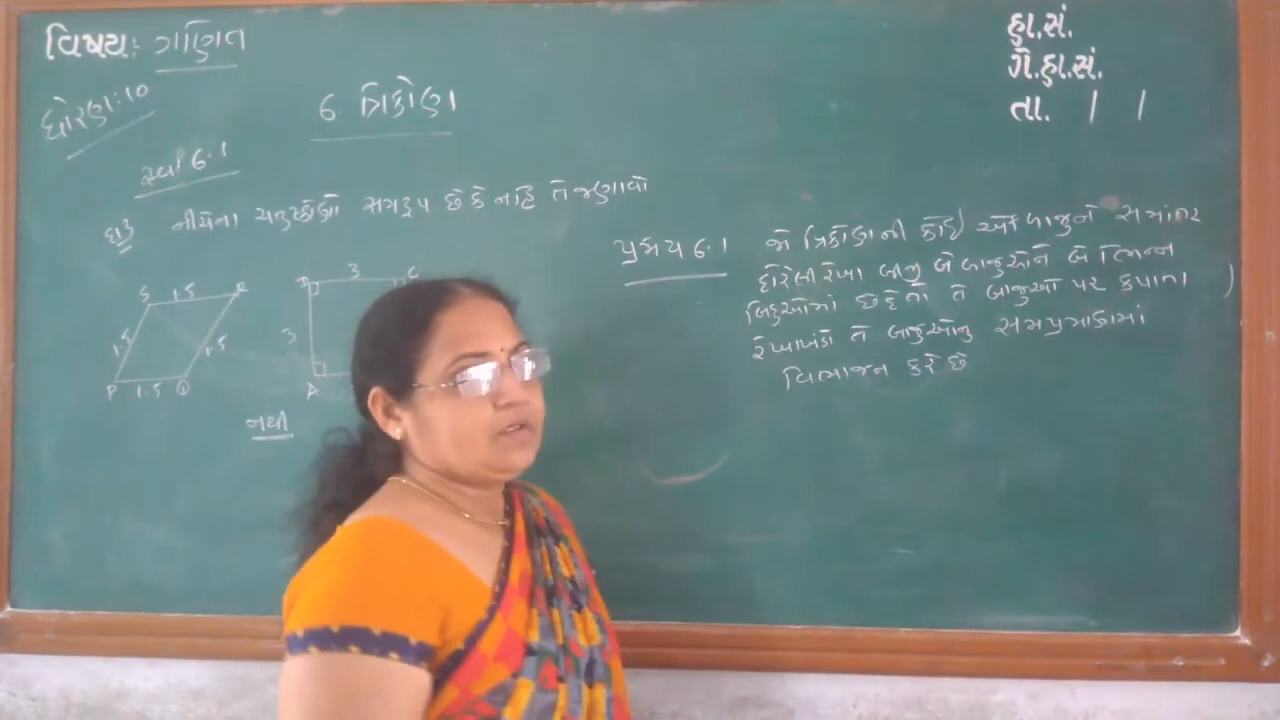 વિષય: ગણિત
ધોરણ:૧૦
6. ત્રિકોણ
સ્વા 6.1
દા 3 નીચેના ચતુષ્કોણો સમરૂપ છે કે નહિ તે જણાવો
S 1.5 R
1.5 1.5
P 1.5 Q
3
3
A
નથી
હા.સં.
ગે.હા.સં.
તા. / /
પ્રમેય 6.1 જો ત્રિકોણની કોઈ એક બાજુને સમાંતર
દોરેલી રેખા બાકીની બે બાજુઓને બે ભિન્ન
બિંદુઓમાં છેદે તો તે બાજુઓ પર કપાતા
રેખાખંડો તે બાજુઓનુ સમપ્રમાણમાં
વિભાજન કરે છે